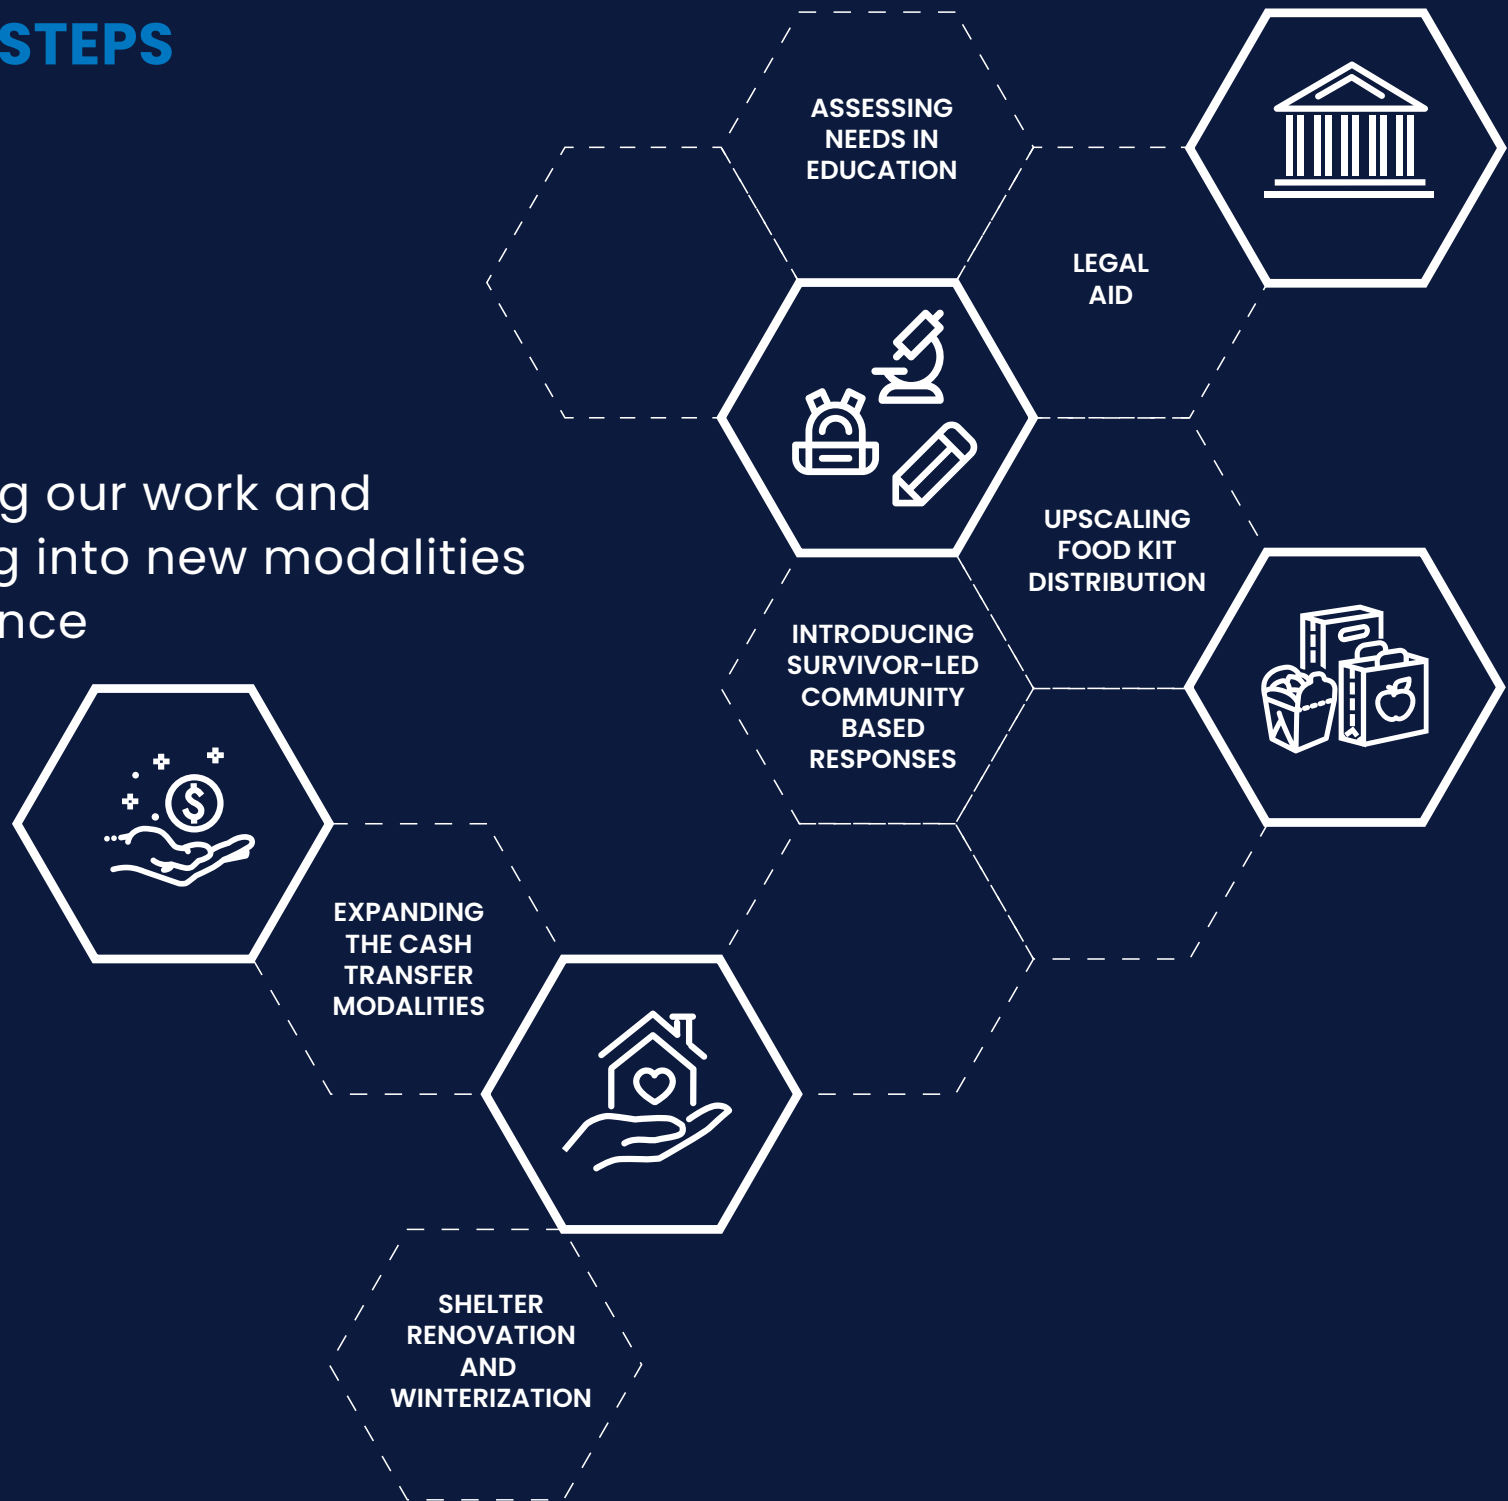 STEPS
g our work and
g into new modalities
nce
ASSESSING
NEEDS IN
EDUCATION
LEGAL
AID
UPSCALING
FOOD KIT
DISTRIBUTION
INTRODUCING
SURVIVOR-LED
COMMUNITY
BASED
RESPONSES
$
EXPANDING
THE CASH
TRANSFER
MODALITIES
SHELTER
RENOVATION
AND
WINTERIZATION